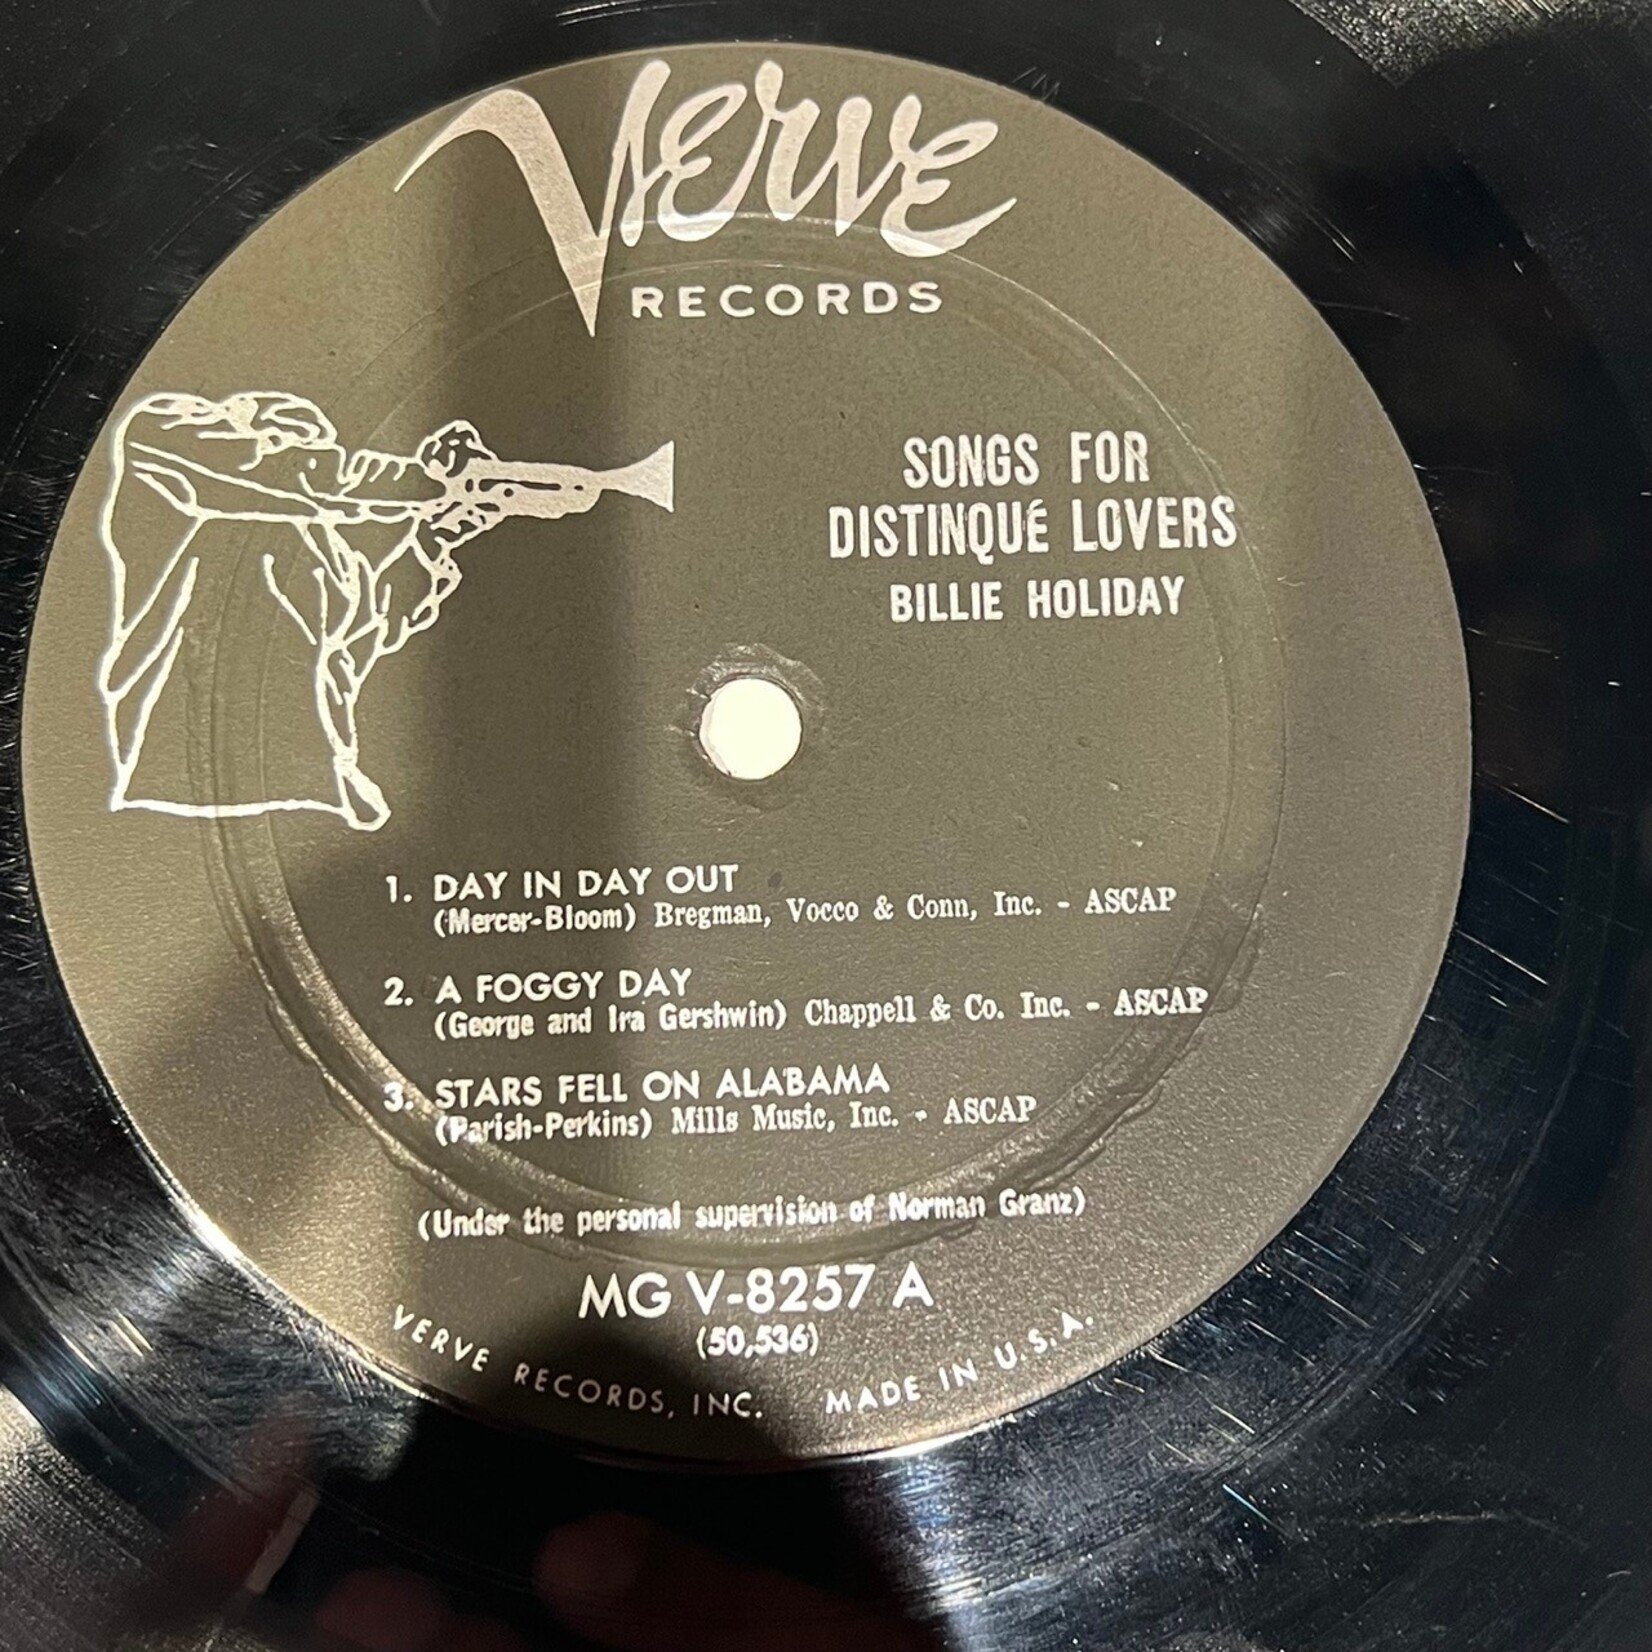 Verve
RECORDS
SONGS FOR
DISTINQUÉ LOVERS
BILLIE HOLIDAY
1. DAY IN DAY OUT
(Mercer-Bloom) Bregman, Vocco & Conn, Inc. - ASCAP
2. A FOGGY DAY
(George and Ira Gershwin) Chappell & Co. Inc. - ASCAP
3. STARS FELL ON ALABAMA
(Parish-Perkins) Mills Music, Inc. - ASCAP
(Under the personal supervision of Norman Granz)
MG V-8257 A
(50,536)
VERVE RECORDS, INC. MADE IN U.S.A.